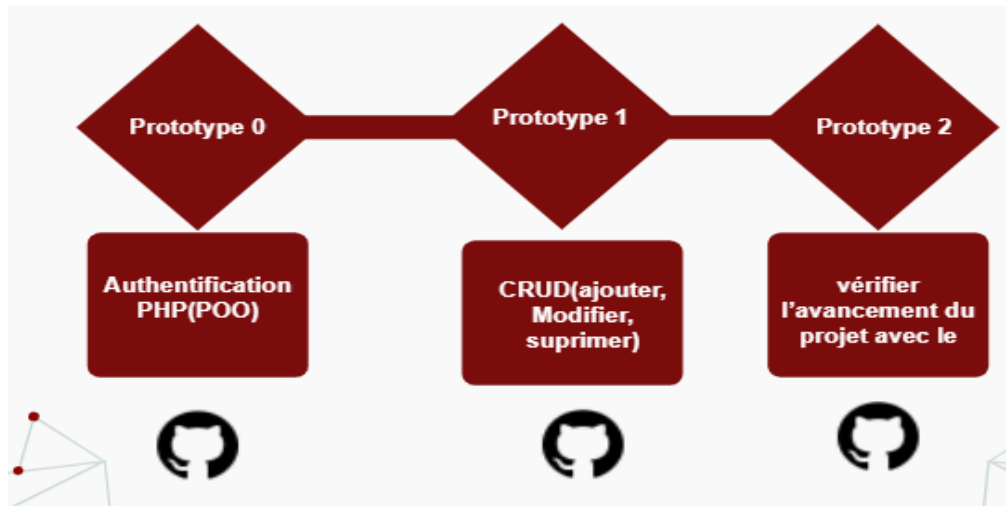 Prototype 0
Prototype 1
Prototype 2
Authentification
PHP(POO)
CRUD(ajouter,
Modifier,
suprimer)
vérifier
l'avancement du
projet avec le